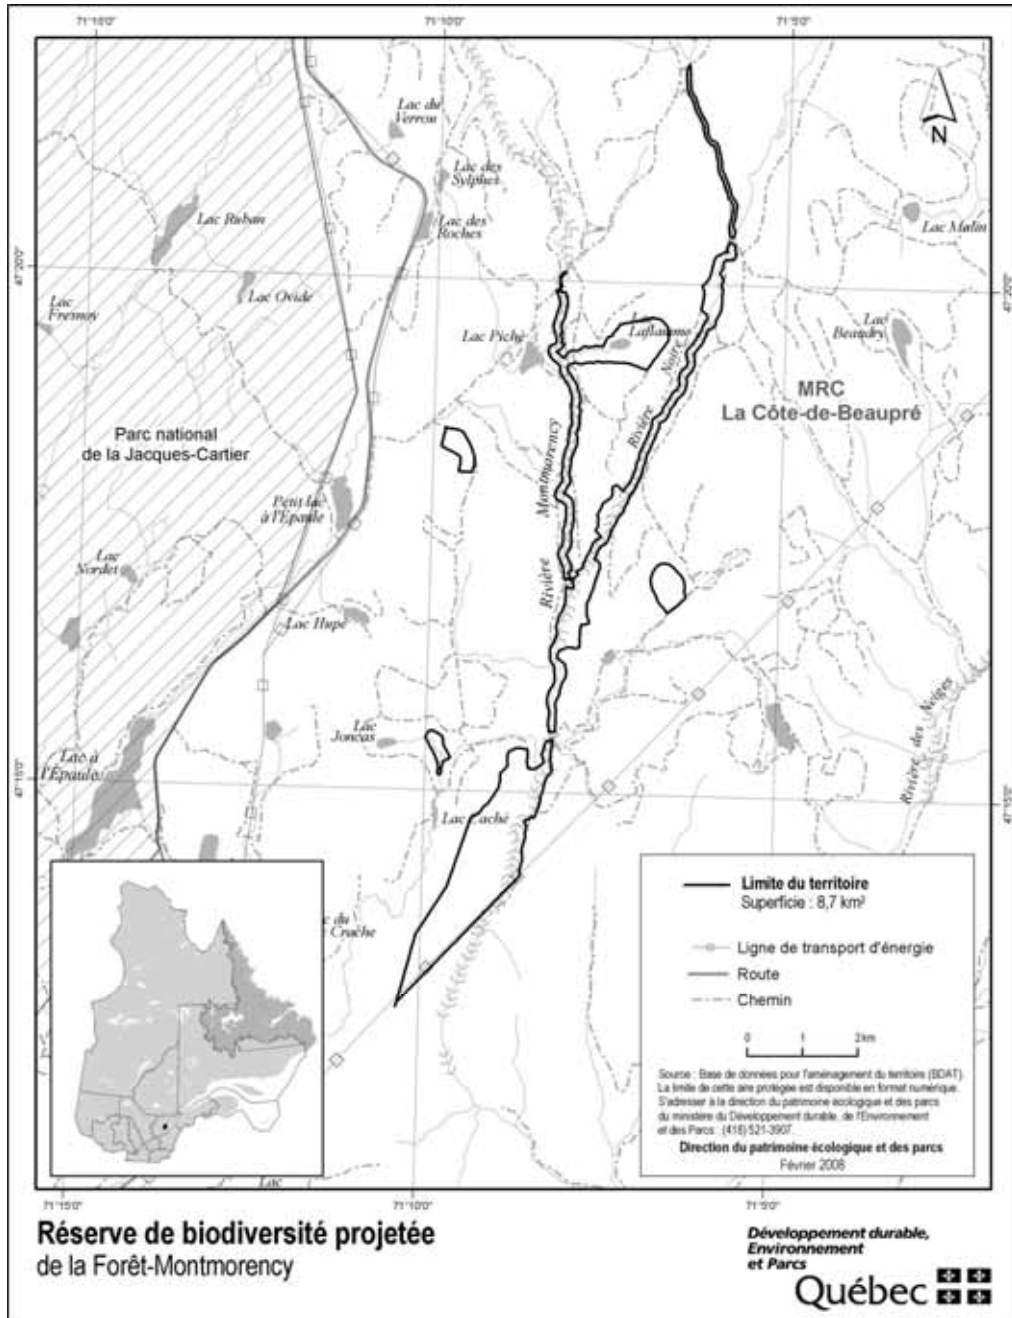 71°15'0"
71°10'0"
71°5'0"
Lac du
Verrou
N
Lac des
Sylphes
Lac Ruban
Lac des
Roches
Lac Malin
47°20'0"
47°20'0"
Lac Ovide
Lac
Lac
Laflamme
Lac
Beaudry
Lac Piché
Rivière Noire
MRC
La Côte-de-Beaupré
Parc national
de la Jacques-Cartier
Rivière Montmorency
Petit lac
à l'Épaule
Lac
Nordet
Lac Hupé
Rivière des Neiges
Lac
Joncas
Lac à
l'Épaule
47°15'0"
47°15'0"
Lac Caché
Limite du territoire
Superficie : 8,7 km²
Ligne de transport d'énergie
Route
Chemin
0 1 2 km
Source : Base de données pour l'aménagement du territoire (BDAT).
La limite de cette aire protégée est disponible en format numérique.
S'adresser à la direction du patrimoine écologique et des parcs
du ministère du Développement durable, de l'Environnement
et des Parcs : (418) 521-3907.
Direction du patrimoine écologique et des parcs
Février 2008
Lac
71°15'0"
71°10'0"
71°5'0"
Réserve de biodiversité projetée
de la Forêt-Montmorency
Développement durable,
Environnement
et Parcs
Québec